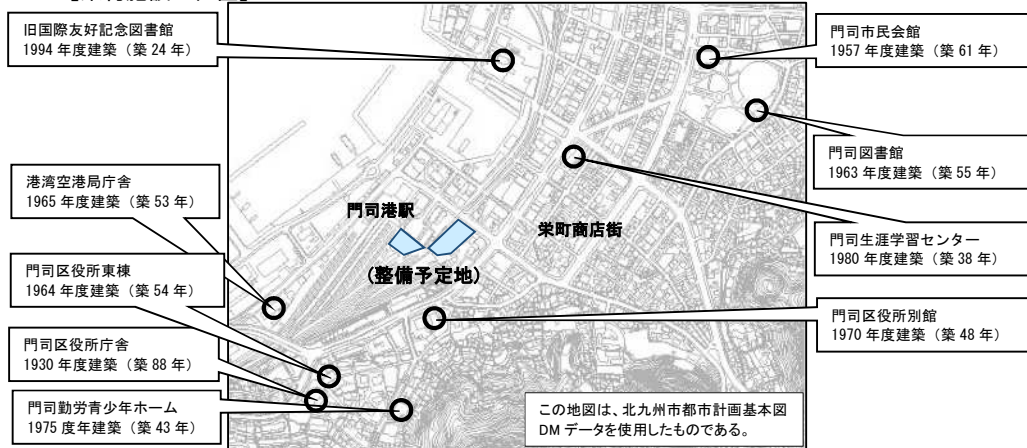 旧国際友好記念図書館
1994 年度建築（築 24 年）
港湾空港局庁舎
1965 年度建築（築 53 年）
門司区役所東棟
1964 年度建築（築 54 年）
門司区役所庁舎
1930 年度建築（築 88 年）
門司勤労青少年ホーム
1975 度年建築（築 43 年）
門司港駅
（整備予定地）
栄町商店街
門司市民会館
1957 年度建築（築 61 年）
門司図書館
1963 年度建築（築 55 年）
門司生涯学習センター
1980 年度建築（築 38 年）
門司区役所別館
1970 年度建築（築 48 年）
この地図は、北九州市都市計画基本図
DM データを使用したものである。